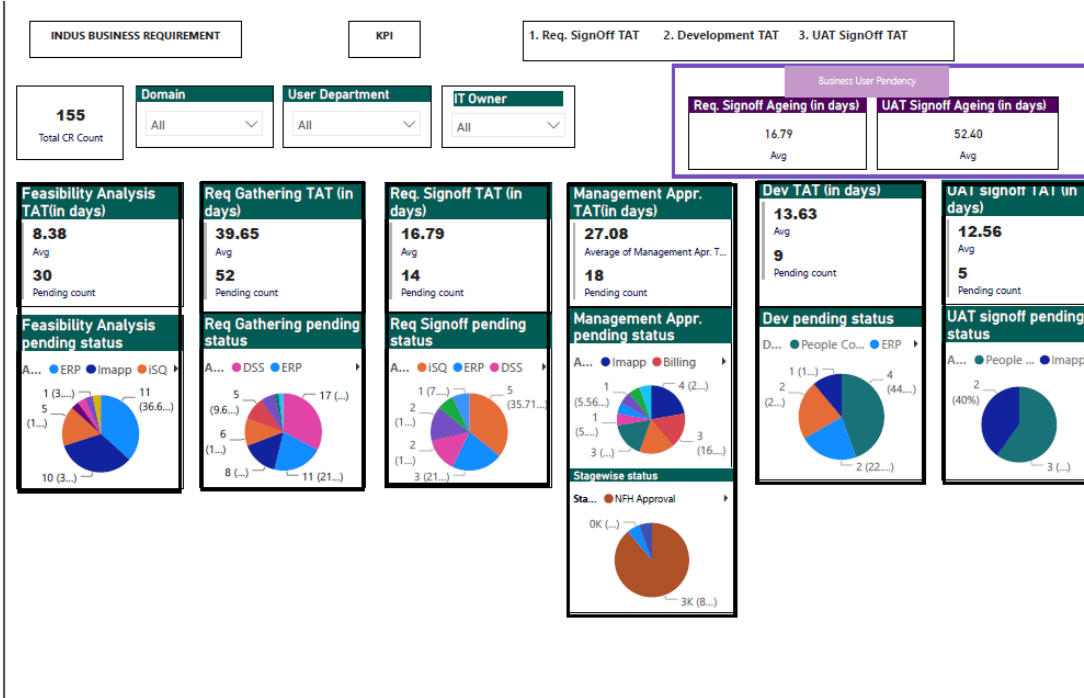 INDUS BUSINESS REQUIREMENT
KPI
1. Req. SignOff TAT 2. Development TAT 3. UAT SignOff TAT
Business User Pendency
155
Total CR Count
Domain
All
User Department
All
IT Owner
All
Req. Signoff Ageing (in days)
16.79
Avg
UAT Signoff Ageing (in days)
52.40
Avg
Feasibility Analysis
TAT(in days)
8.38
Avg
30
Pending count
Req Gathering TAT (in
days)
39.65
Avg
52
Pending count
Req. Signoff TAT (in
days)
16.79
Avg
14
Pending count
Management Appr.
TAT(in days)
27.08
Average of Management Apr. T...
18
Pending count
Dev TAT (in days)
13.63
Avg
9
Pending count
UAT signoff TAT (in
days)
12.56
Avg
5
Pending count
Feasibility Analysis
pending status
A... ERP Imapp iSQ
1 (3....)
11
(36.6...)
5
(1...)
10 (3...)
Req Gathering pending
status
A... DSS ERP
5
(9.6...)
17 (...)
6
(1...)
8 (...)
11 (21...)
Req Signoff pending
status
A... iSQ ERP DSS
1 (7....)
5
(35.71...)
2
(1...)
2
(1...)
3 (21...)
Management Appr.
pending status
A... Imapp Billing
1
(5.56...)
4 (2...)
1
(5....)
3 (...)
3
(16....)
Stagewise status
Sta... NFH Approval
0K (...)
3K (8...)
Dev pending status
D... People Co... ERP
1 (1...)
4
(44....)
2
(2...)
2 (22....)
UAT signoff pending
status
A... People ... Imapp
2
(40%)
3 (...)